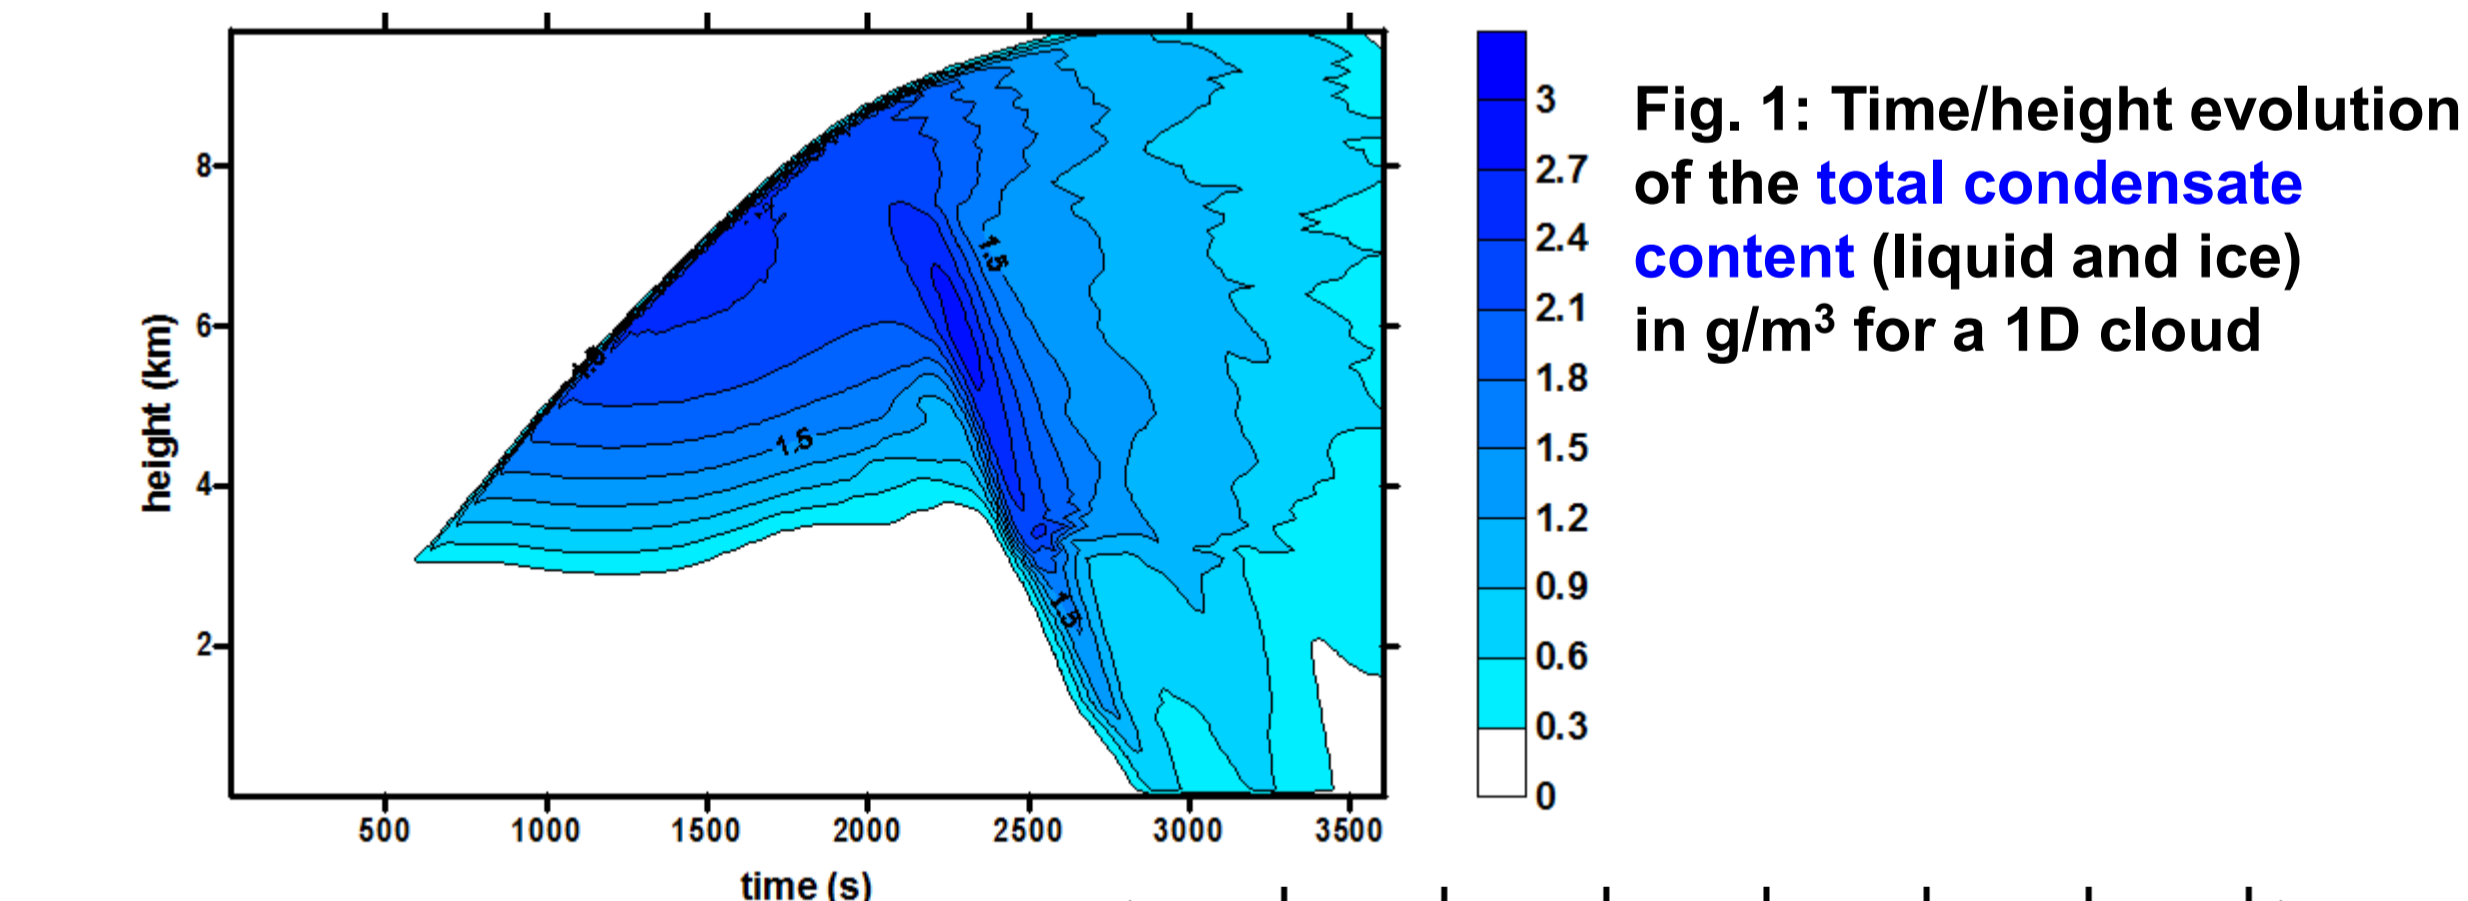 3
2.7
2.4
2.1
1.8
1.5
1.2
0.9
0.6
0.3
0
Fig. 1: Time/height evolution
of the total condensate
content (liquid and ice)
in g/m³ for a 1D cloud
height (km)
8
6
4
2
1.5
1.5
1.5
500 1000 1500 2000 2500 3000 3500
time (s)